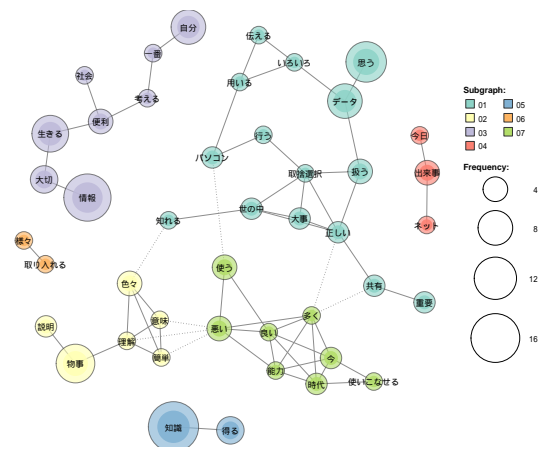 自分
一番
社会
考える
便利
生きる
大切
情報
伝える
いろいろ
思う
用いる
データ
行う
パソコン
取捨選択
扱う
世の中
大事
知れる
正しい
今日
出来事
ネット
様々
取り入れる
使う
色々
共有
重要
意味
説明
悪い
良い
多く
理解
簡単
物事
能力
今
時代
使いこなせる
知識
得る
Subgraph:
01 05
02 06
03 07
04
Frequency:
4
8
12
16